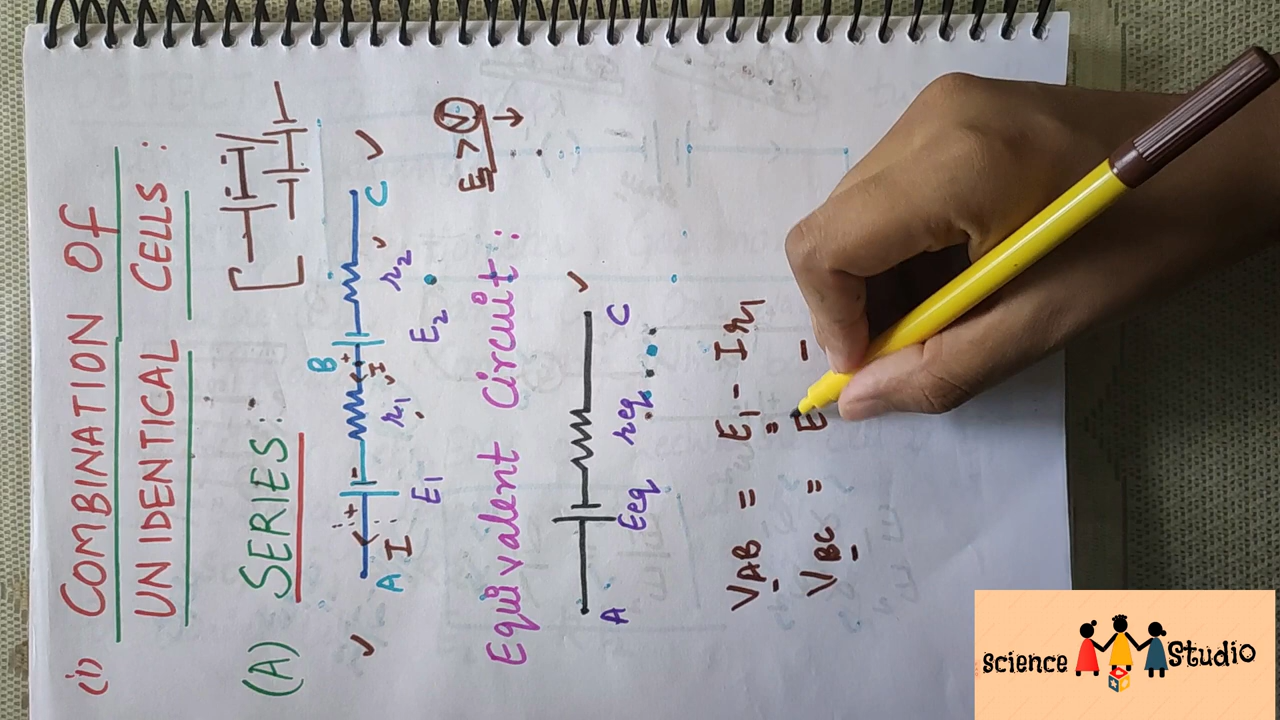 (i) COMBINATION OF
UNIDENTICAL CELLS:
(A) SERIES:
A I B C
E1 r1 E2 r2
E > V
Equivalent Circuit:
A Eeq req C
VAB = E1 - Ir1
VBC = E -
Science Studio